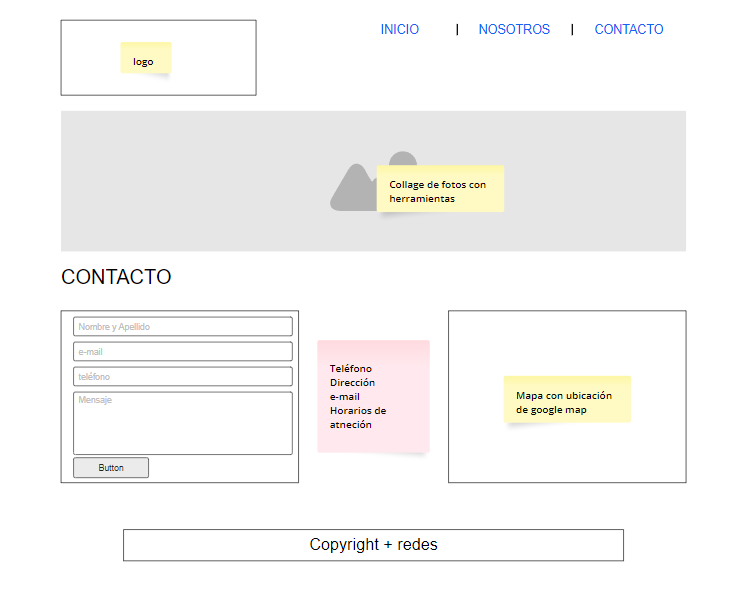 logo
INICIO | NOSOTROS | CONTACTO
Collage de fotos con
herramientas
CONTACTO
Nombre y Apellido
e-mail
teléfono
Mensaje
Button
Teléfono
Dirección
e-mail
Horarios de
atneción
Mapa con ubicación
de google map
Copyright + redes